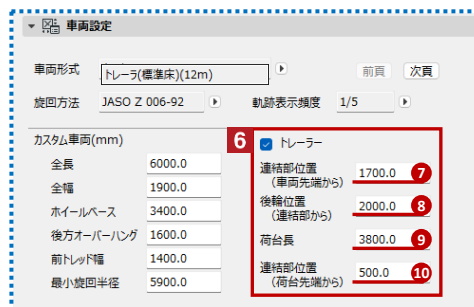 車両設定
車両形式 トレーラ(標準床)(12m) 前頁 次頁
旋回方法 JASO Z 006-92 軌跡表示頻度 1/5
カスタム車両(mm)
全長 6000.0
全幅 1900.0
ホイールベース 3400.0
後方オーバーハング 1600.0
前トレッド幅 1400.0
最小旋回半径 5900.0
6 トレーラー
連結部位置
(車両先端から) 1700.0 7
後輪位置
(連結部から) 2000.0 8
荷台長 3800.0 9
連結部位置
(荷台先端から) 500.0 10